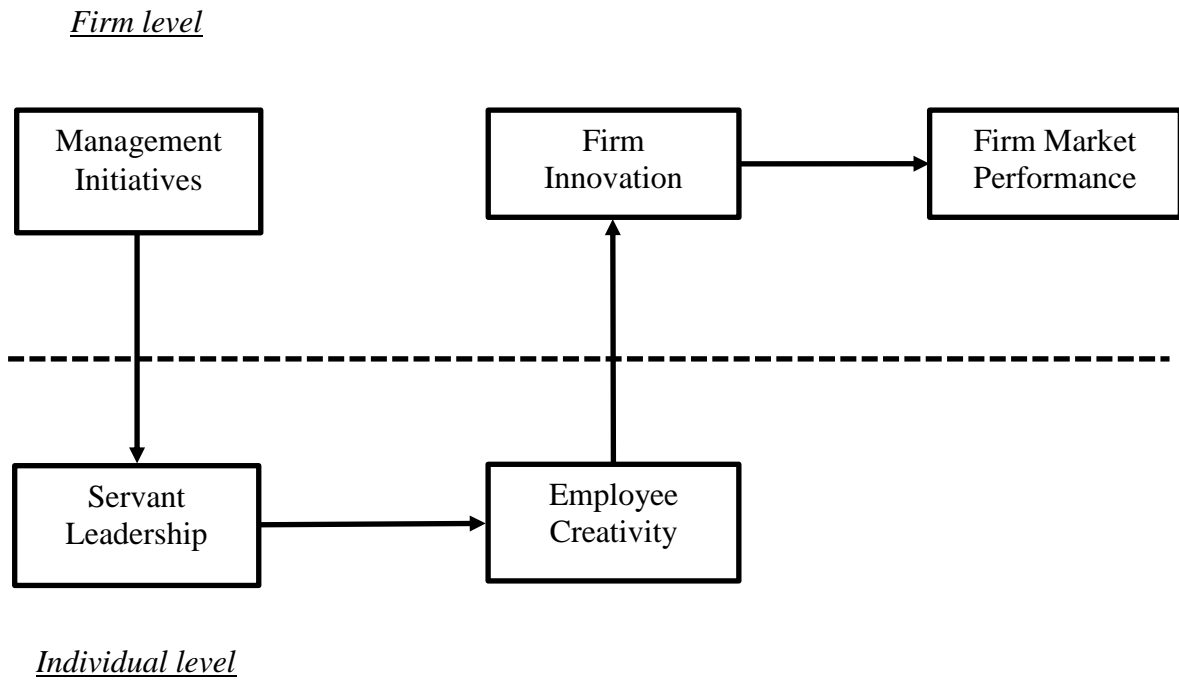 Firm level
Management
Initiatives
Firm
Innovation
Firm Market
Performance
Servant
Leadership
Employee
Creativity
Individual level